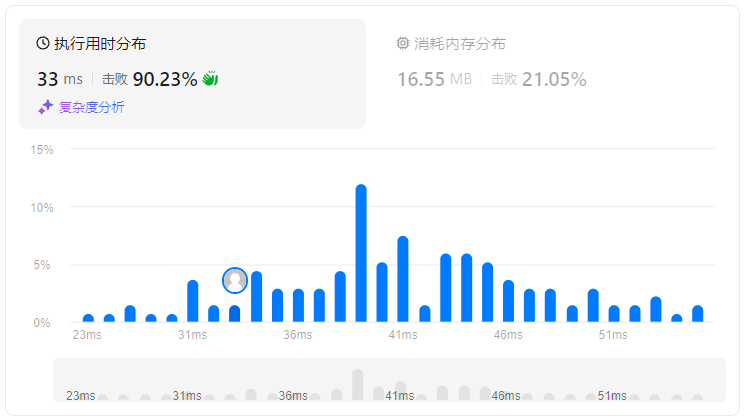 执行用时分布
33 ms 击败 90.23%
复杂度分析
消耗内存分布
16.55 MB 击败 21.05%
15%
10%
5%
0%
23ms 31ms 36ms 41ms 46ms 51ms
23ms 31ms 36ms 41ms 46ms 51ms